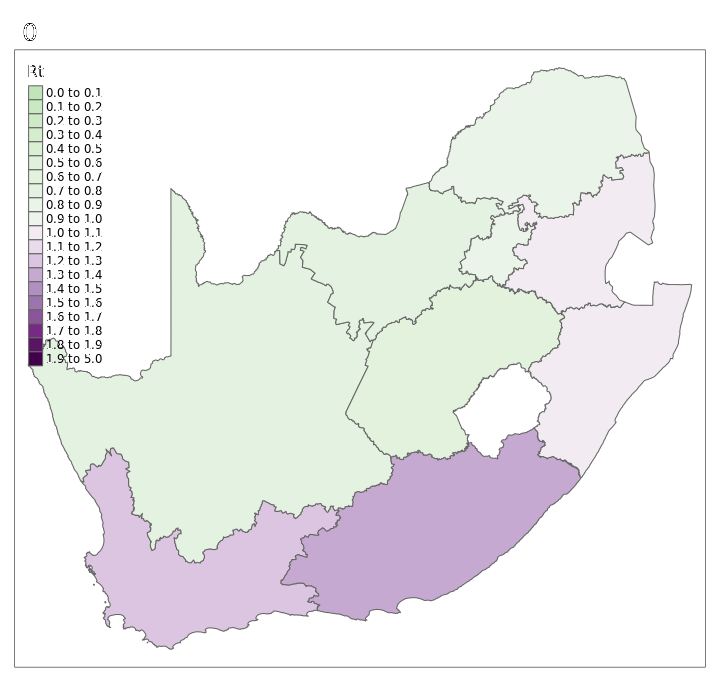 0
Rt
0.0 to 0.1
0.1 to 0.2
0.2 to 0.3
0.3 to 0.4
0.4 to 0.5
0.5 to 0.6
0.6 to 0.7
0.7 to 0.8
0.8 to 0.9
0.9 to 1.0
1.0 to 1.1
1.1 to 1.2
1.2 to 1.3
1.3 to 1.4
1.4 to 1.5
1.5 to 1.6
1.6 to 1.7
1.7 to 1.8
1.8 to 1.9
1.9 to 5.0